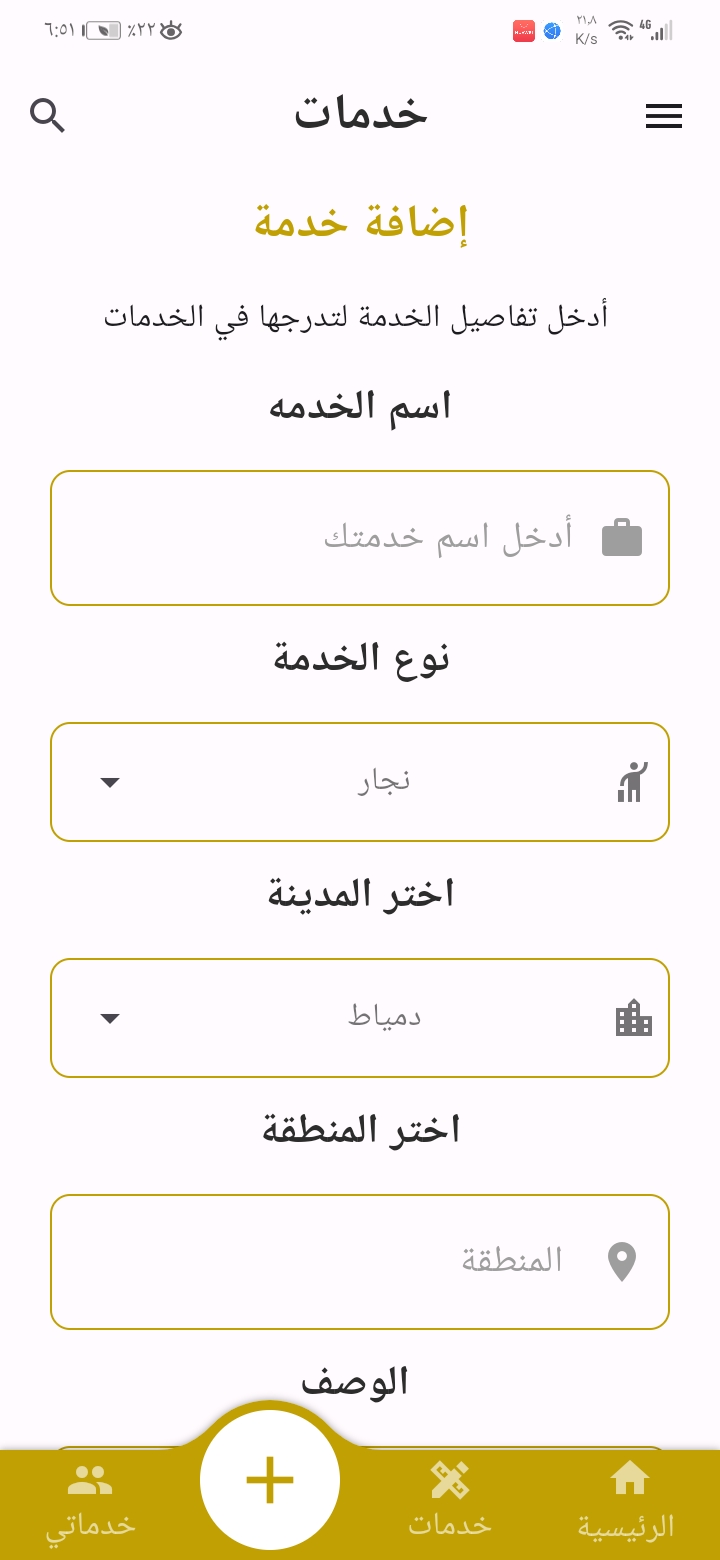 ٦:٥١ ٪٢٢ ٢١,٨ K/s 4G
HUAWEI
خدمات
إضافة خدمة
أدخل تفاصيل الخدمة لتدرجها في الخدمات
اسم الخدمه
أدخل اسم خدمتك
نوع الخدمة
نجار
اختر المدينة
دمياط
اختر المنطقة
المنطقة
الوصف
الرئيسية
خدمات
خدماتي